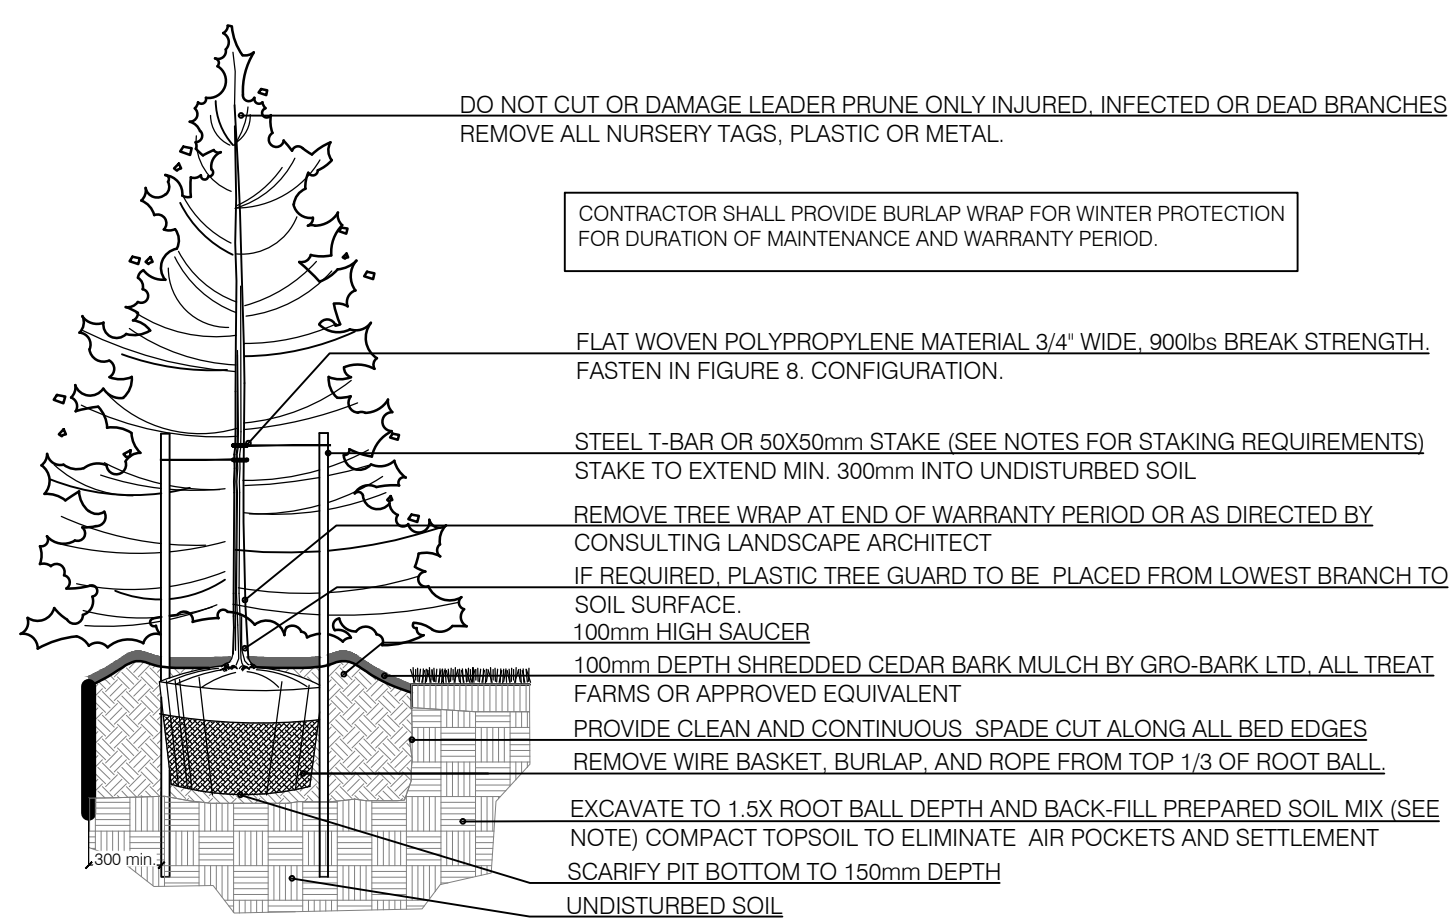 DO NOT CUT OR DAMAGE LEADER PRUNE ONLY INJURED, INFECTED OR DEAD BRANCHES
REMOVE ALL NURSERY TAGS, PLASTIC OR METAL.
CONTRACTOR SHALL PROVIDE BURLAP WRAP FOR WINTER PROTECTION
FOR DURATION OF MAINTENANCE AND WARRANTY PERIOD.
FLAT WOVEN POLYPROPYLENE MATERIAL 3/4" WIDE, 900lbs BREAK STRENGTH.
FASTEN IN FIGURE 8. CONFIGURATION.
STEEL T-BAR OR 50X50mm STAKE (SEE NOTES FOR STAKING REQUIREMENTS)
STAKE TO EXTEND MIN. 300mm INTO UNDISTURBED SOIL
REMOVE TREE WRAP AT END OF WARRANTY PERIOD OR AS DIRECTED BY
CONSULTING LANDSCAPE ARCHITECT
IF REQUIRED, PLASTIC TREE GUARD TO BE PLACED FROM LOWEST BRANCH TO
SOIL SURFACE.
100mm HIGH SAUCER
100mm DEPTH SHREDDED CEDAR BARK MULCH BY GRO-BARK LTD, ALL TREAT
FARMS OR APPROVED EQUIVALENT
PROVIDE CLEAN AND CONTINUOUS SPADE CUT ALONG ALL BED EDGES
REMOVE WIRE BASKET, BURLAP, AND ROPE FROM TOP 1/3 OF ROOT BALL.
EXCAVATE TO 1.5X ROOT BALL DEPTH AND BACK-FILL PREPARED SOIL MIX (SEE
NOTE) COMPACT TOPSOIL TO ELIMINATE AIR POCKETS AND SETTLEMENT
300 min.
SCARIFY PIT BOTTOM TO 150mm DEPTH
UNDISTURBED SOIL